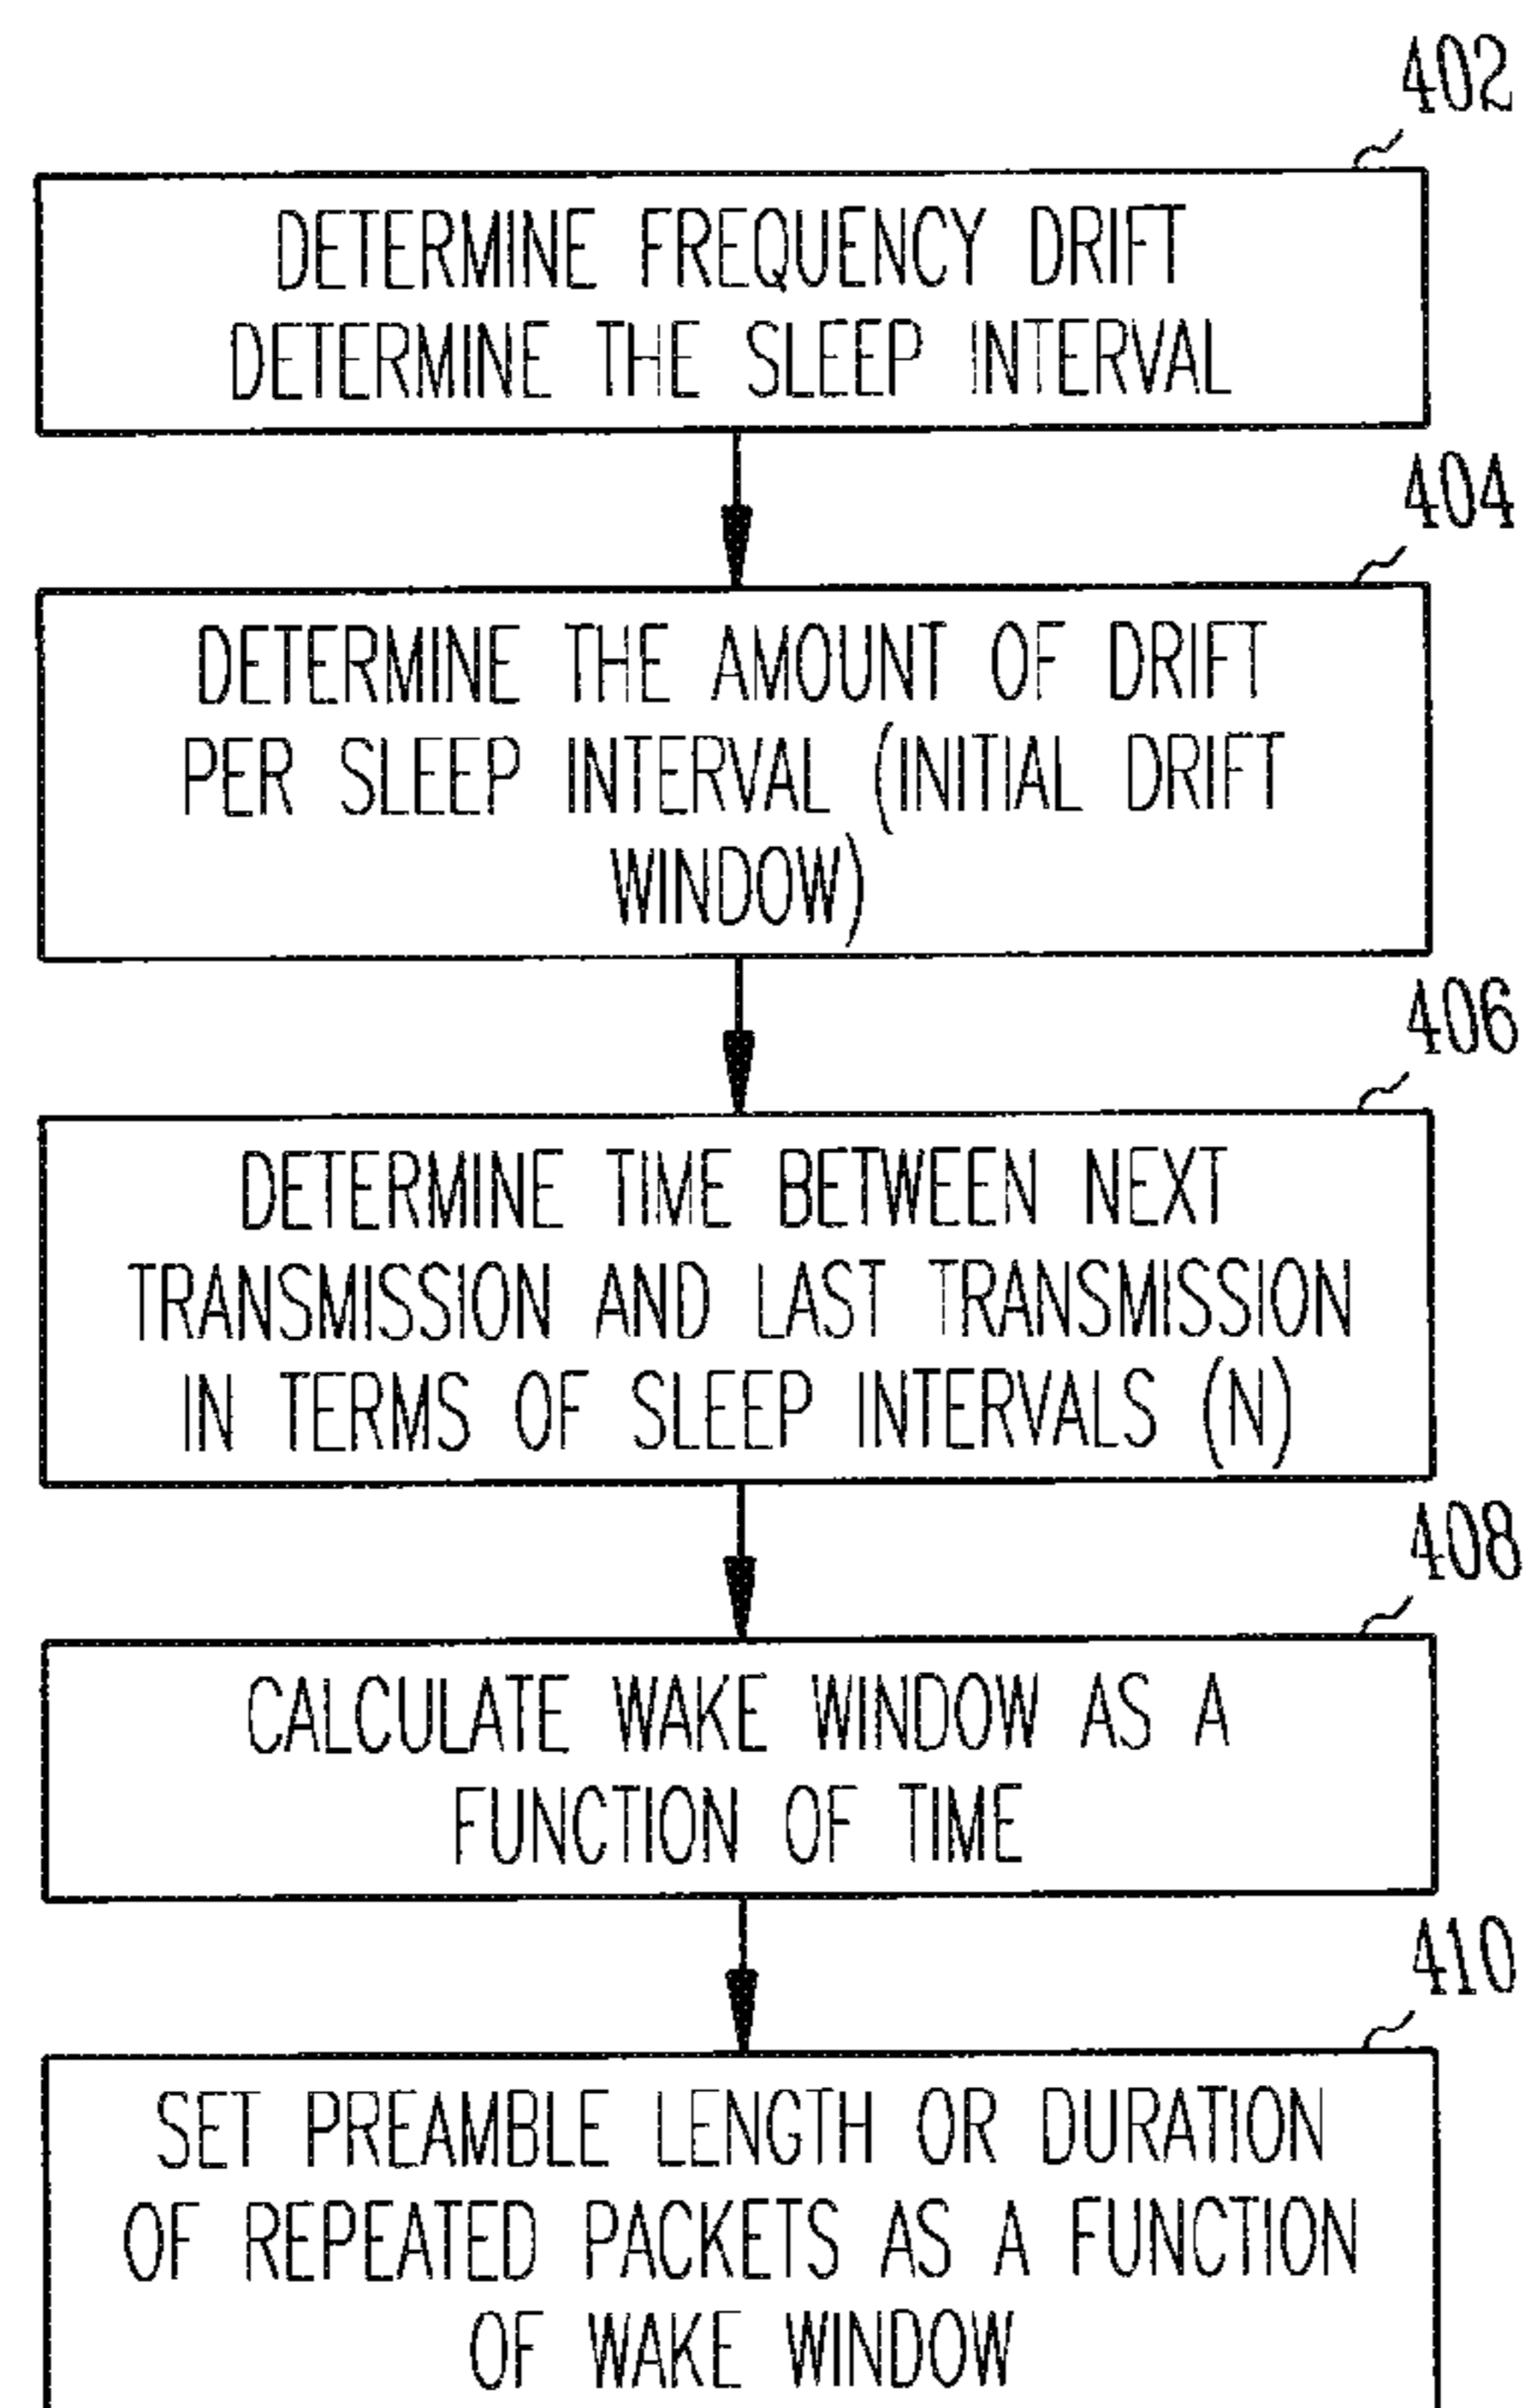 402
DETERMINE FREQUENCY DRIFT
DETERMINE THE SLEEP INTERVAL
404
DETERMINE THE AMOUNT OF DRIFT
PER SLEEP INTERVAL (INITIAL DRIFT
WINDOW)
406
DETERMINE TIME BETWEEN NEXT
TRANSMISSION AND LAST TRANSMISSION
IN TERMS OF SLEEP INTERVALS (N)
408
CALCULATE WAKE WINDOW AS A
FUNCTION OF TIME
410
SET PREAMBLE LENGTH OR DURATION
OF REPEATED PACKETS AS A FUNCTION
OF WAKE WINDOW